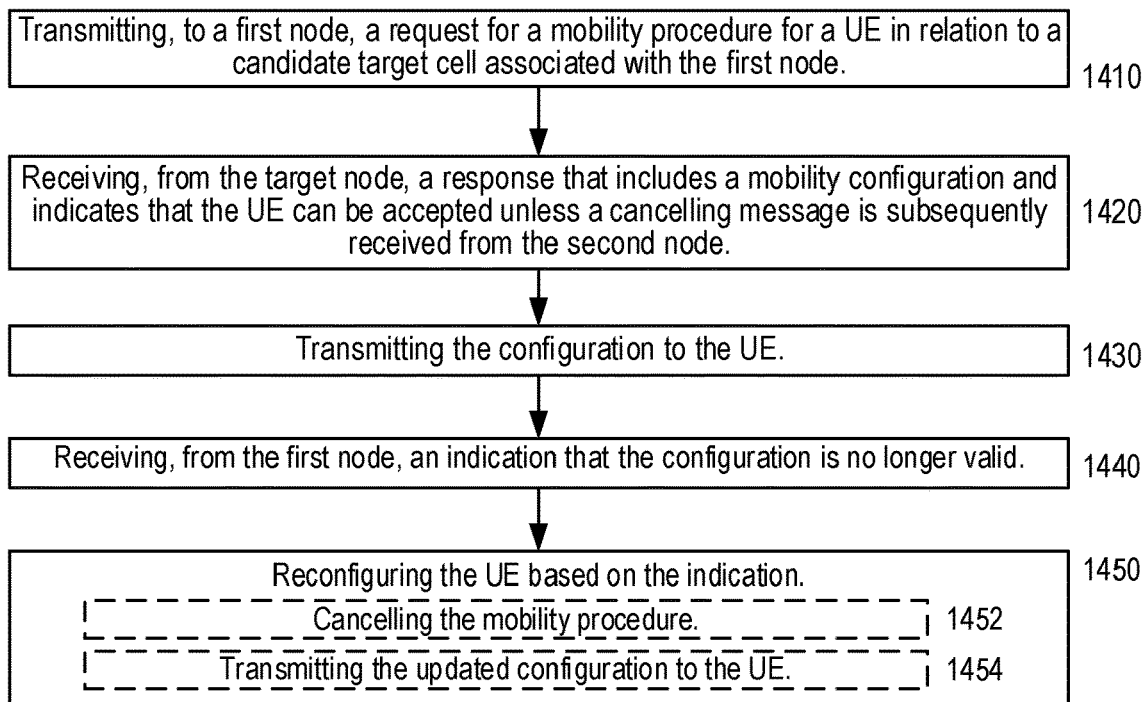 Transmitting, to a first node, a request for a mobility procedure for a UE in relation to a
candidate target cell associated with the first node.
1410
Receiving, from the target node, a response that includes a mobility configuration and
indicates that the UE can be accepted unless a cancelling message is subsequently
received from the second node.
1420
Transmitting the configuration to the UE.
1430
Receiving, from the first node, an indication that the configuration is no longer valid.
1440
Reconfiguring the UE based on the indication.
1450
Cancelling the mobility procedure.
1452
Transmitting the updated configuration to the UE.
1454